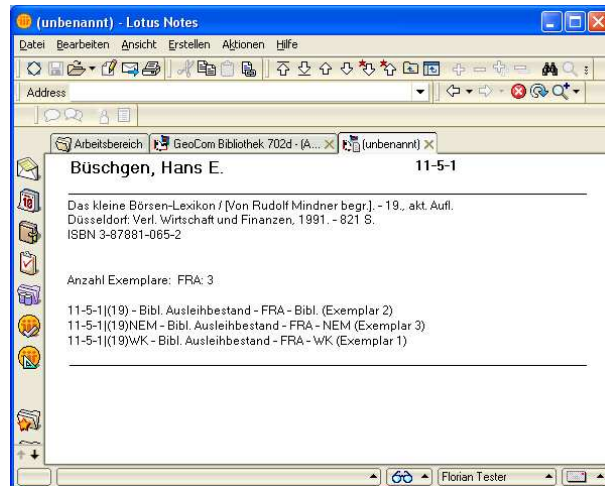 (unbenannt) - Lotus Notes
Datei Bearbeiten Ansicht Erstellen Aktionen Hilfe
Address
Arbeitsbereich GeoCom Bibliothek 702d - (A... (unbenannt)
Büschgen, Hans E. 11-5-1
Das kleine Börsen-Lexikon / [Von Rudolf Mindner begr.]. - 19., akt. Aufl.
Düsseldorf: Verl. Wirtschaft und Finanzen, 1991. - 821 S.
ISBN 3-87881-065-2
Anzahl Exemplare: FRA: 3
11-5-1|(19) - Bibl. Ausleihbestand - FRA - Bibl. (Exemplar 2)
11-5-1|(19)NEM - Bibl. Ausleihbestand - FRA - NEM (Exemplar 3)
11-5-1|(19)WK - Bibl. Ausleihbestand - FRA - WK (Exemplar 1)
Florian Tester